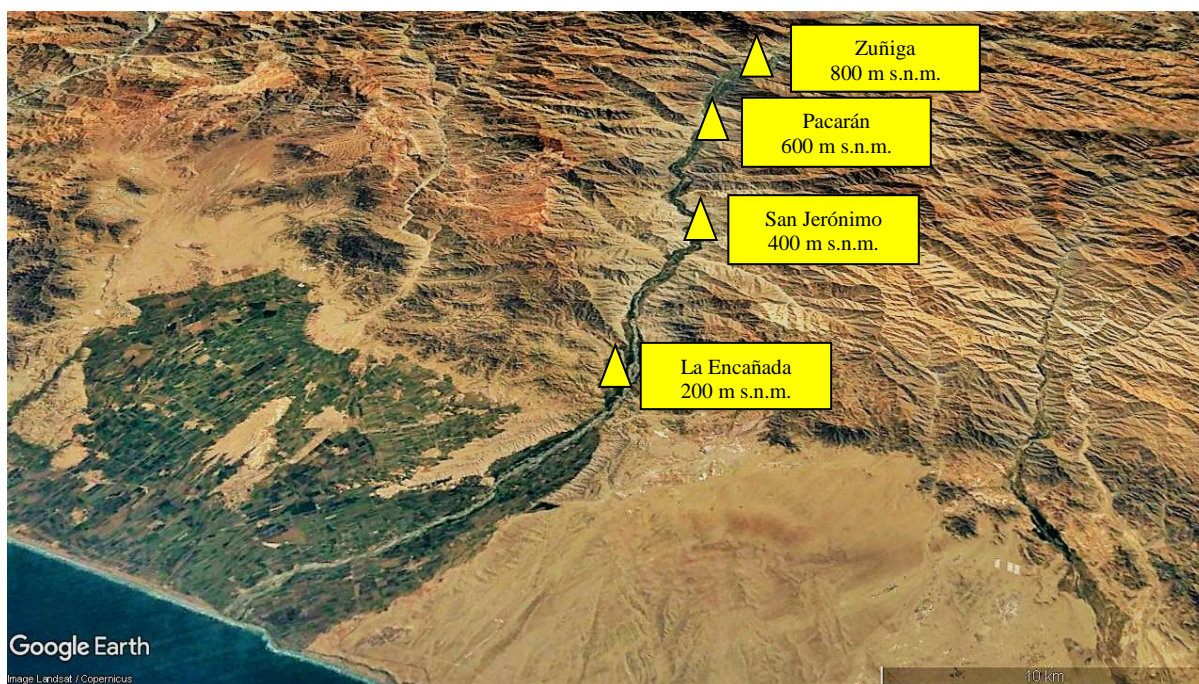 Zuñiga
800 m s.n.m.
Pacarán
600 m s.n.m.
San Jerónimo
400 m s.n.m.
La Encañada
200 m s.n.m.
Google Earth
Image Landsat / Copernicus
10 km